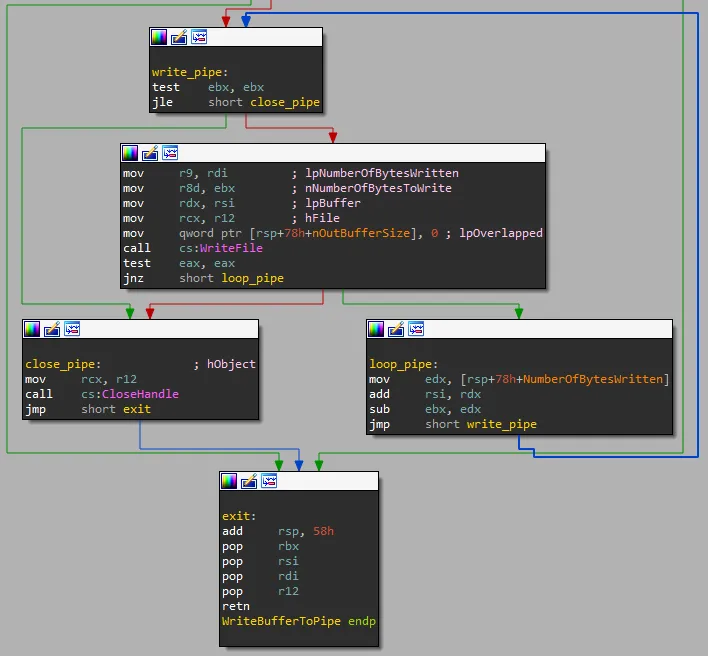 write_pipe:
test ebx, ebx
jle short close_pipe
mov r9, rdi ; lpNumberOfBytesWritten
mov r8d, ebx ; nNumberOfBytesToWrite
mov rdx, rsi ; lpBuffer
mov rcx, r12 ; hFile
mov qword ptr [rsp+78h+nOutBufferSize], 0 ; lpOverlapped
call cs:WriteFile
test eax, eax
jnz short loop_pipe
close_pipe: ; hObject
mov rcx, r12
call cs:CloseHandle
jmp short exit
loop_pipe:
mov edx, [rsp+78h+NumberOfBytesWritten]
add rsi, rdx
sub ebx, edx
jmp short write_pipe
exit:
add rsp, 58h
pop rbx
pop rsi
pop rdi
pop r12
retn
WriteBufferToPipe endp